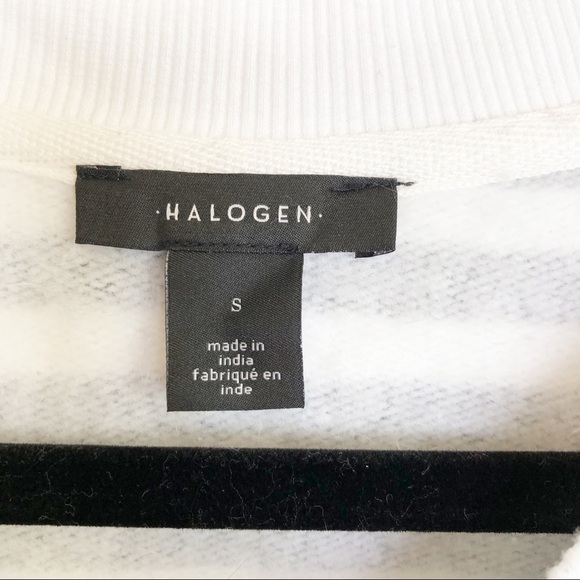 ·HALOGEN·
S
made in
india
fabriqué en
inde